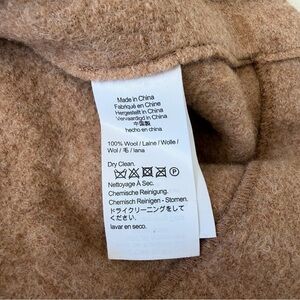 Made in China
Fabriqué en Chine
Hergestellt in China
Vervaardigd in China
中国製
hecho en china
100% Wool / Laine / Wolle /
Wol / 毛 / lana
Dry Clean.
P
Nettoyage À Sec.
Chemische Reinigung.
Chemisch Reinigen - Stomen.
ドライクリーニングをして
ください.
lavar en seco.